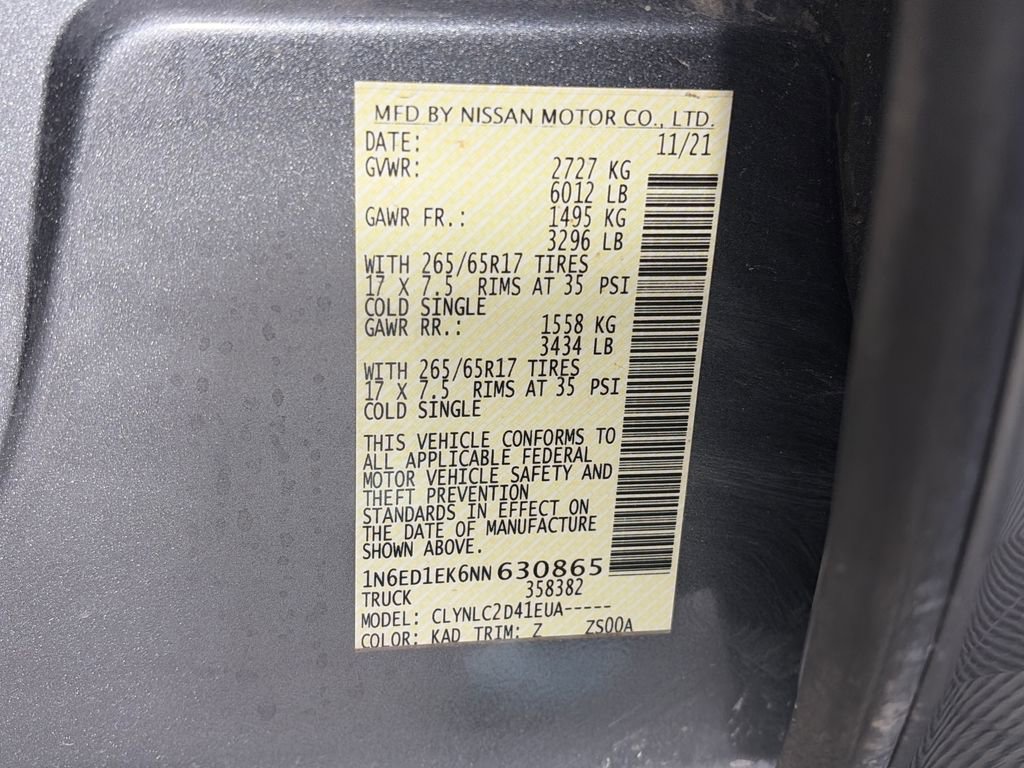 MFD BY NISSAN MOTOR CO., LTD.
DATE: 11/21
GVWR: 2727 KG
6012 LB
GAWR FR.: 1495 KG
3296 LB
WITH 265/65R17 TIRES
17 X 7.5 RIMS AT 35 PSI
COLD SINGLE
GAWR RR.: 1558 KG
3434 LB
WITH 265/65R17 TIRES
17 X 7.5 RIMS AT 35 PSI
COLD SINGLE
THIS VEHICLE CONFORMS TO
ALL APPLICABLE FEDERAL
MOTOR VEHICLE SAFETY AND
THEFT PREVENTION
STANDARDS IN EFFECT ON
THE DATE OF MANUFACTURE
SHOWN ABOVE.
1N6ED1EK6NN630865
TRUCK 358382
MODEL: CLYNLC2D41EUA-----
COLOR: KAD TRIM: Z ZS00A